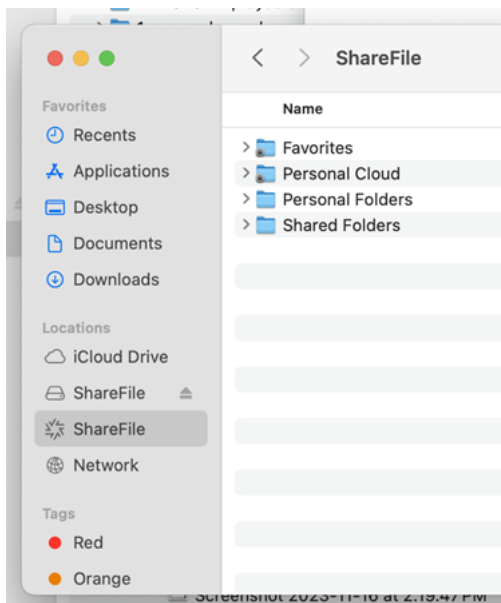 ShareFile
Favorites
Recents
Applications
Desktop
Documents
Downloads
Locations
iCloud Drive
ShareFile
ShareFile
Network
Tags
Red
Orange
Name
Favorites
Personal Cloud
Personal Folders
Shared Folders
Screenshot 2023-11-16 at 2.19.47 PM